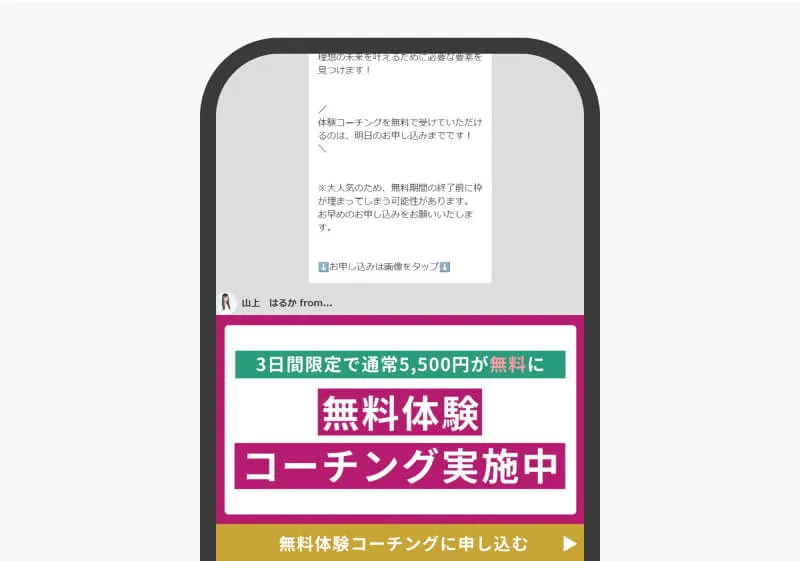 理想の未来を叶えるために必要な要素を
見つけます！
／
体験コーチングを無料で受けていただけ
るのは、明日のお申し込みまでです！
＼
※大人気のため、無料期間の終了前に枠
が埋まってしまう可能性があります。
お早めのお申し込みをお願いいたしま
す。
⬇️お申し込みは画像をタップ⬇️
山上　はるか from...
3日間限定で通常5,500円が無料に
無料体験
コーチング実施中
無料体験コーチングに申し込む ▶